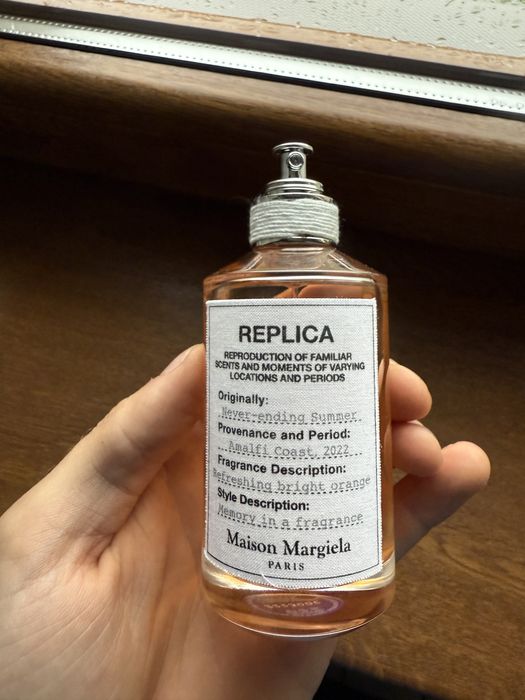 REPLICA
REPRODUCTION OF FAMILIAR
SCENTS AND MOMENTS OF VARYING
LOCATIONS AND PERIODS
Originally:
Never-ending Summer
Provenance and Period:
Amalfi Coast, 2022
Fragrance Description:
Refreshing bright orange
Style Description:
Memory in a fragrance
Maison Margiela
PARIS